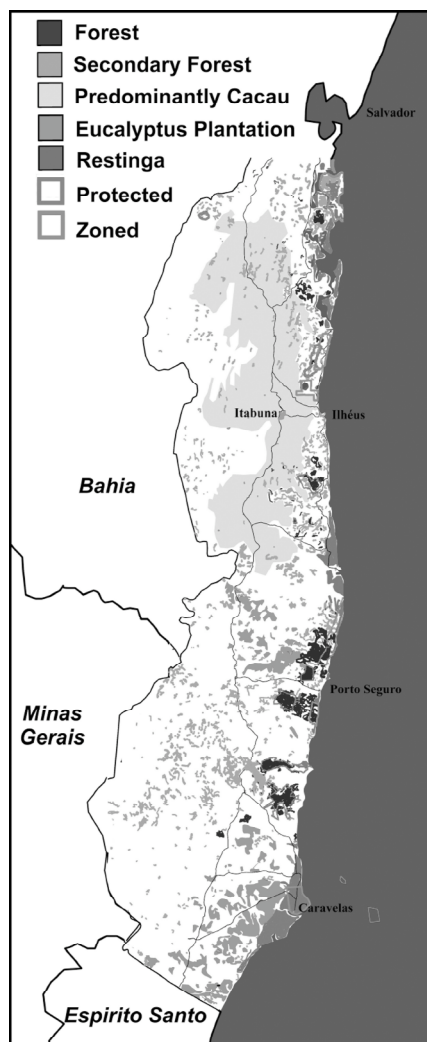 Forest
Secondary Forest
Predominantly Cacau
Eucalyptus Plantation
Restinga
Protected
Zoned
Salvador
Itabuna
Ilhéus
Bahia
Porto Seguro
Minas
Gerais
Caravelas
Espirito Santo